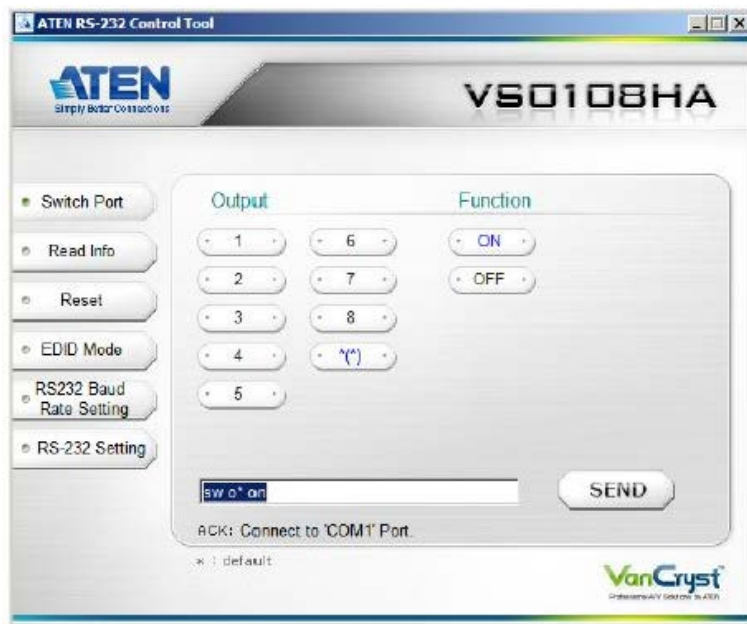 ATEN RS-232 Control Tool
ATEN
Simply Better Connections
VS0108HA
Switch Port
Read Info
Reset
EDID Mode
RS232 Baud
Rate Setting
RS-232 Setting
Output
Function
1
6
ON
2
7
OFF
3
8
4
*(*)
5
sw o* on
SEND
ACK: Connect to 'COM1' Port.
* : default
VanCryst